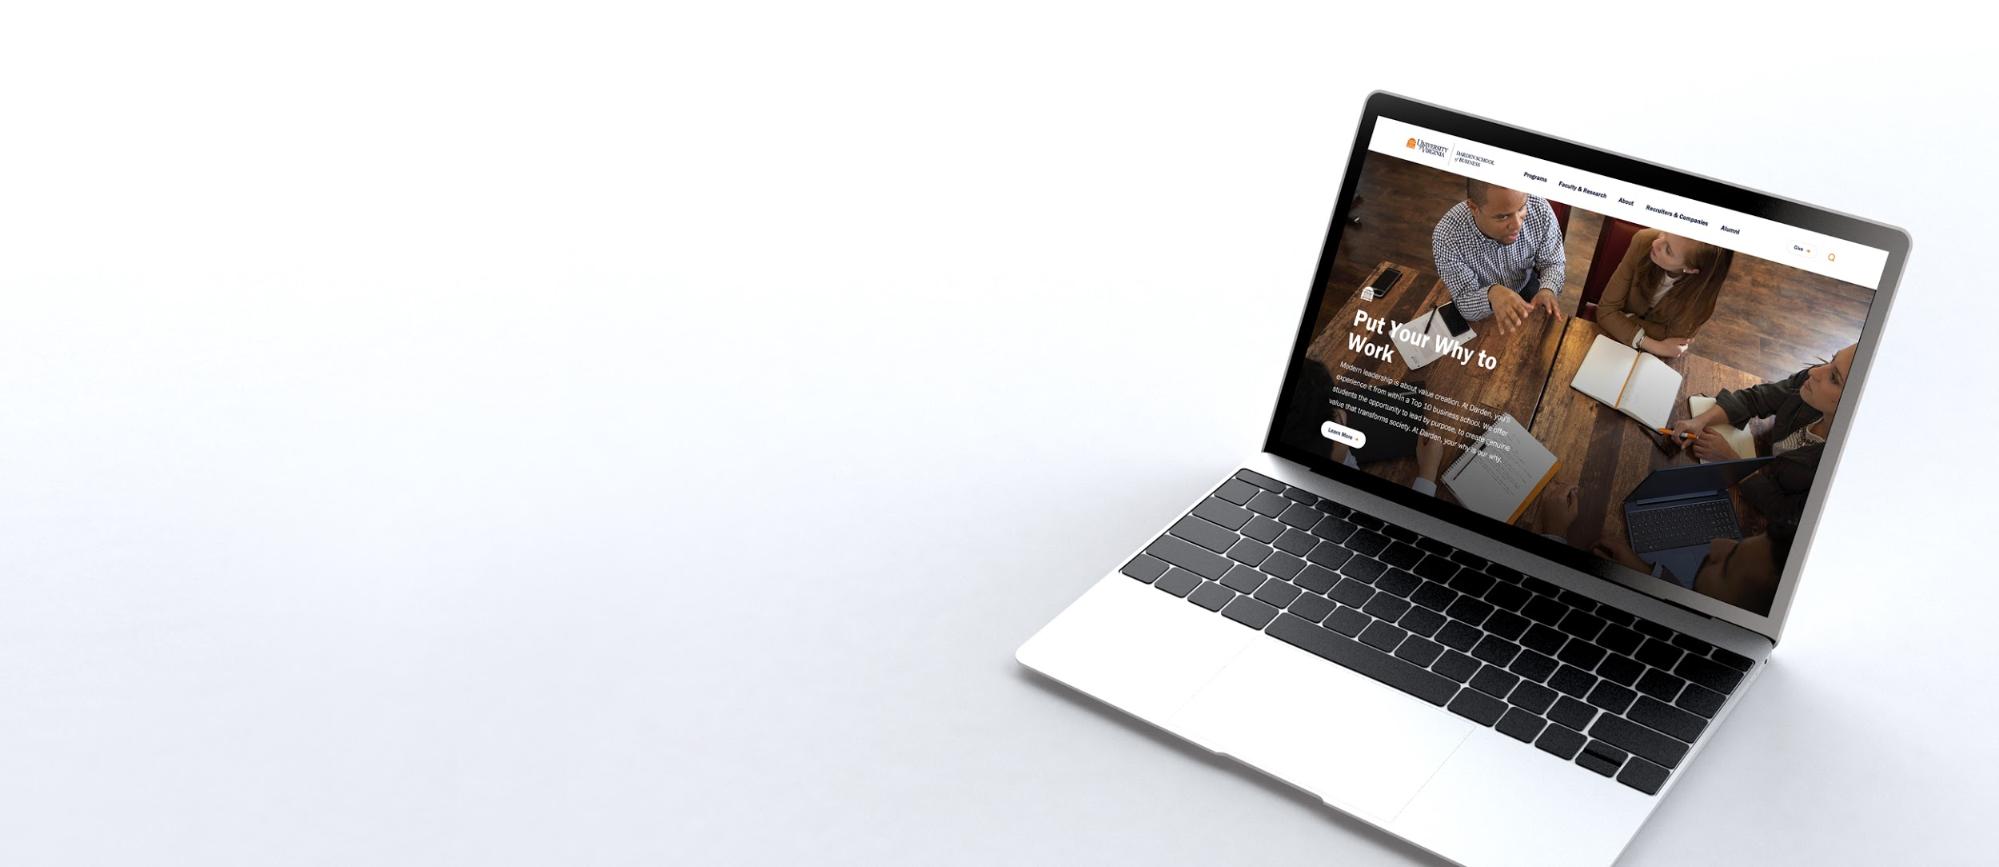 UNIVERSITY
of VIRGINIA
DARDEN SCHOOL
of BUSINESS
Programs
Faculty & Research
About
Recruiters & Companies
Alumni
Give
Put Your Why to
Work
Modern leadership is about value creation. At Darden, you'll
experience it from within a Top 10 business school. We offer
students the opportunity to lead by purpose, to create genuine
value that transforms society. At Darden, your why is our why.
Learn More